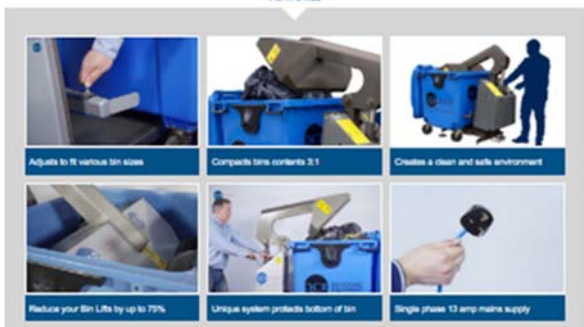 Adjusts to fit various bin sizes
Compacts bins contents 3:1
Creates a clean and safe environment
Reduce your Bin Lifts by up to 75%
Unique system protects bottom of bin
Single phase 13 amp mains supply